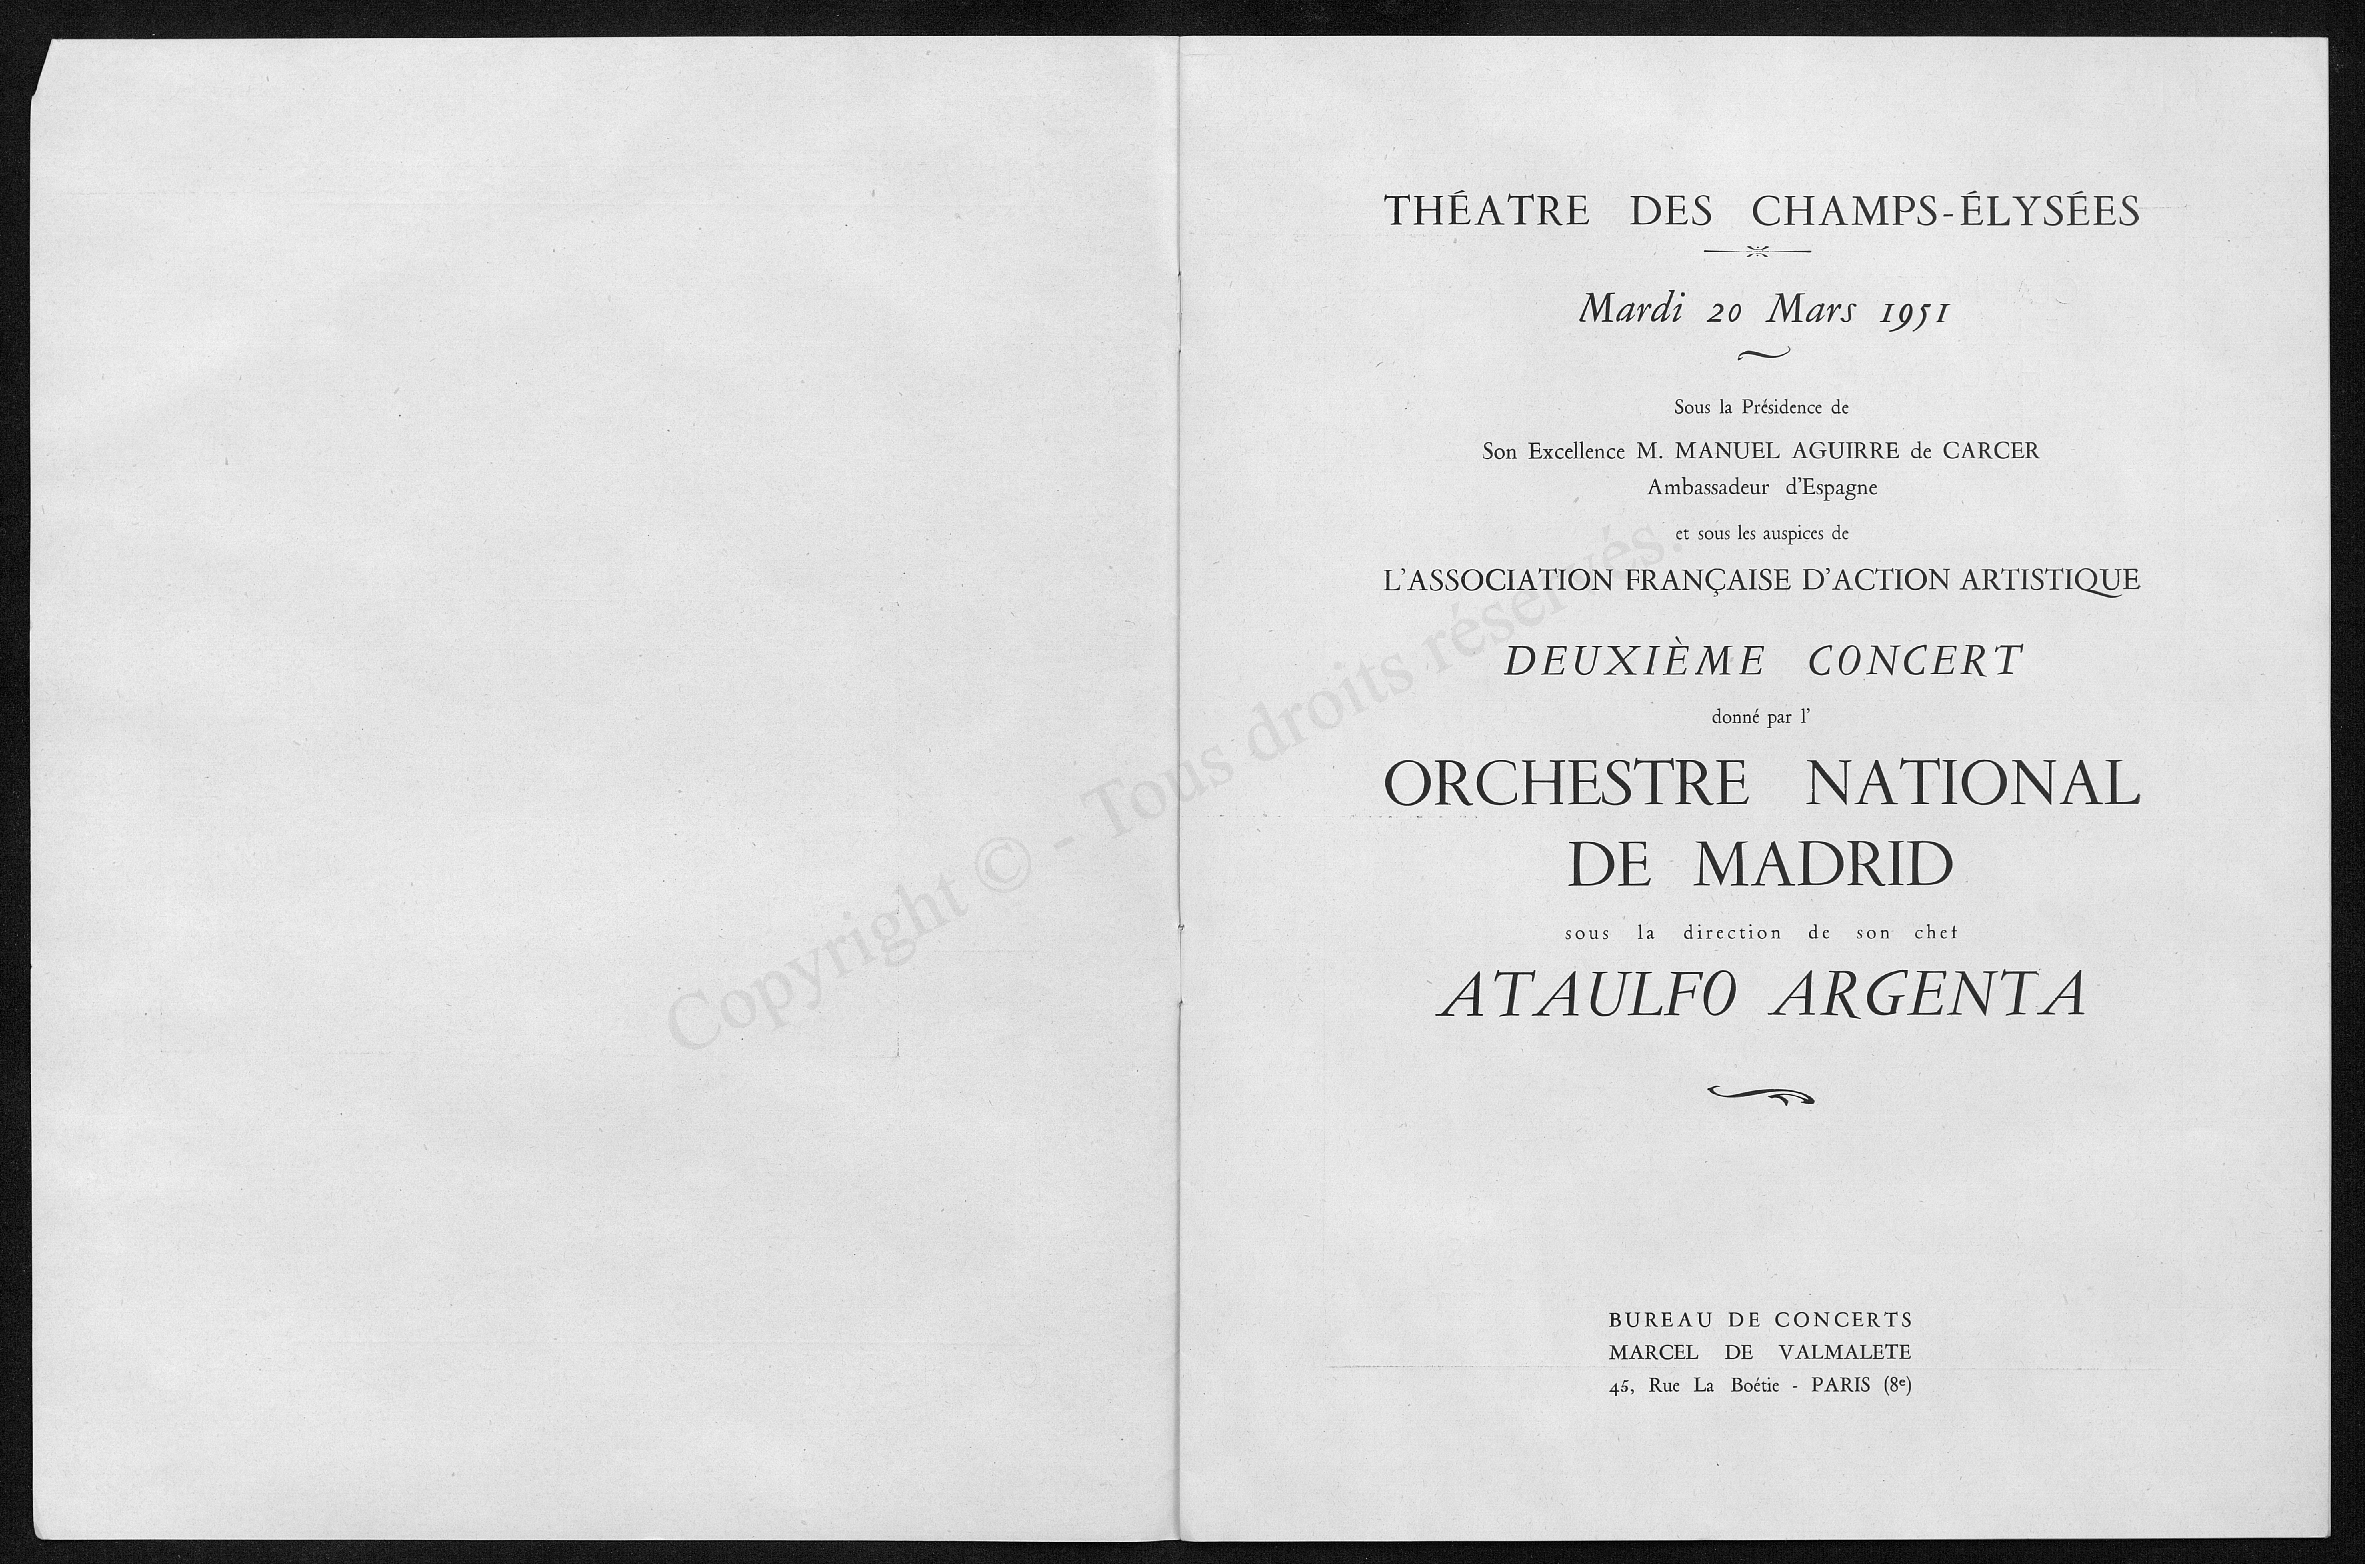 THÉATRE DES CHAMPS-ÉLYSÉES
Mardi 20 Mars 1951
Sous la Présidence de
Son Excellence M. MANUEL AGUIRRE de CARCER
Ambassadeur d'Espagne
et sous les auspices de
L'ASSOCIATION FRANÇAISE D'ACTION ARTISTIQUE
DEUXIÈME CONCERT
donné par l'
ORCHESTRE NATIONAL
DE MADRID
sous la direction de son chef
ATAULFO ARGENTA
BUREAU DE CONCERTS
MARCEL DE VALMALETE
45, Rue La Boétie - PARIS (8e)
Copyright © - Tous droits réservés.